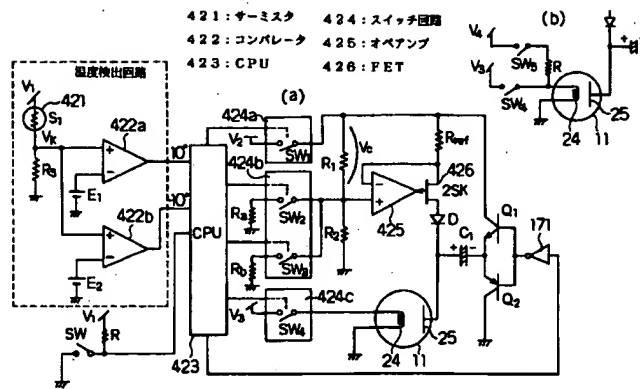 421:サーミスタ 424:スイッチ回路
422:コンパレータ 425:オペアンプ
423:CPU 426:FET
(b)
V4
SW5
R
V3
SW4
24
25
11
温度検出回路
V1
421
S1
VK
R3
422a
E1
10
422b
10
E2
V1
SW
R
CPU
423
(a)
424a
V2
SW1
424b
Ra
SW2
Rb
SW3
424c
V3
SW4
R1
Vc
R2
Rref
426
2SK
425
D
C1
Q1
171
Q2
24
25
11